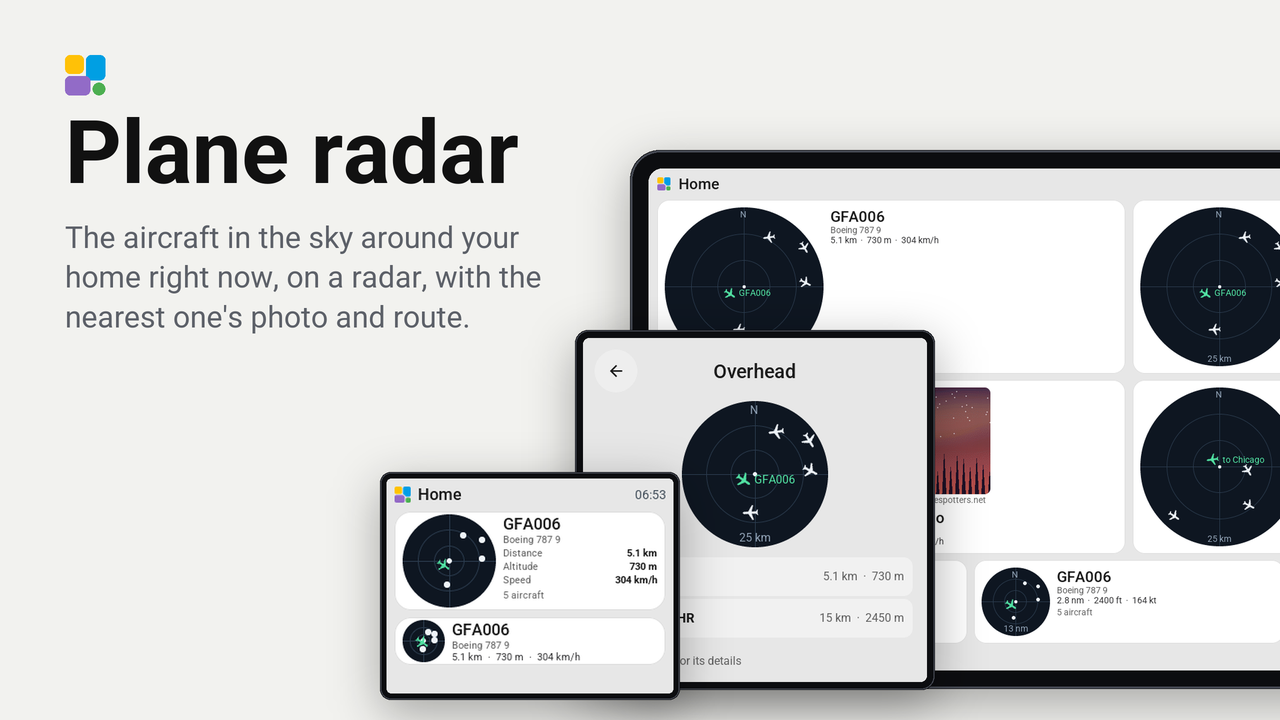 Plane radar
The aircraft in the sky around your
home right now, on a radar, with the
nearest one's photo and route.
Home
N
GFA006
GFA006
Boeing 787 9
5.1 km · 730 m · 304 km/h
N
GFA006
25 km
espotters.net
o
/h
N
to Chicago
25 km
N
13 nm
GFA006
Boeing 787 9
2.8 nm · 2400 ft · 164 kt
5 aircraft
Overhead
N
GFA006
25 km
5.1 km · 730 m
HR
15 km · 2450 m
or its details
Home
06:53
GFA006
Boeing 787 9
Distance 5.1 km
Altitude 730 m
Speed 304 km/h
5 aircraft
GFA006
Boeing 787 9
5.1 km · 730 m · 304 km/h